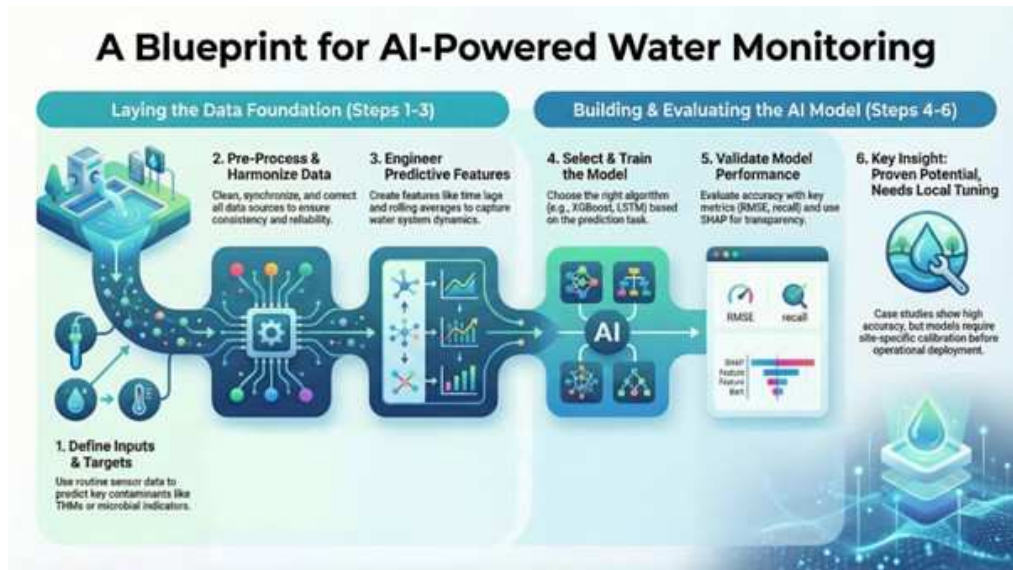 A Blueprint for AI-Powered Water Monitoring
Laying the Data Foundation (Steps 1-3)
1. Define Inputs
& Targets
Use routine sensor data to
predict key contaminants like
THMs or microbial indicators.
2. Pre-Process &
Harmonize Data
Clean, synchronize, and correct
all data sources to ensure
consistency and reliability.
3. Engineer
Predictive Features
Create features like time lags
and rolling averages to capture
water system dynamics.
Building & Evaluating the AI Model (Steps 4-6)
4. Select & Train
the Model
Choose the right algorithm
(e.g., XGBoost, LSTM) based
on the prediction task.
AI
5. Validate Model
Performance
Evaluate accuracy with key
metrics (RMSE, recall) and use
SHAP for transparency.
RMSE
recall
SHAP
Feature
Feature
6. Key Insight:
Proven Potential,
Needs Local Tuning
Case studies show high
accuracy, but models require
site-specific calibration before
operational deployment.